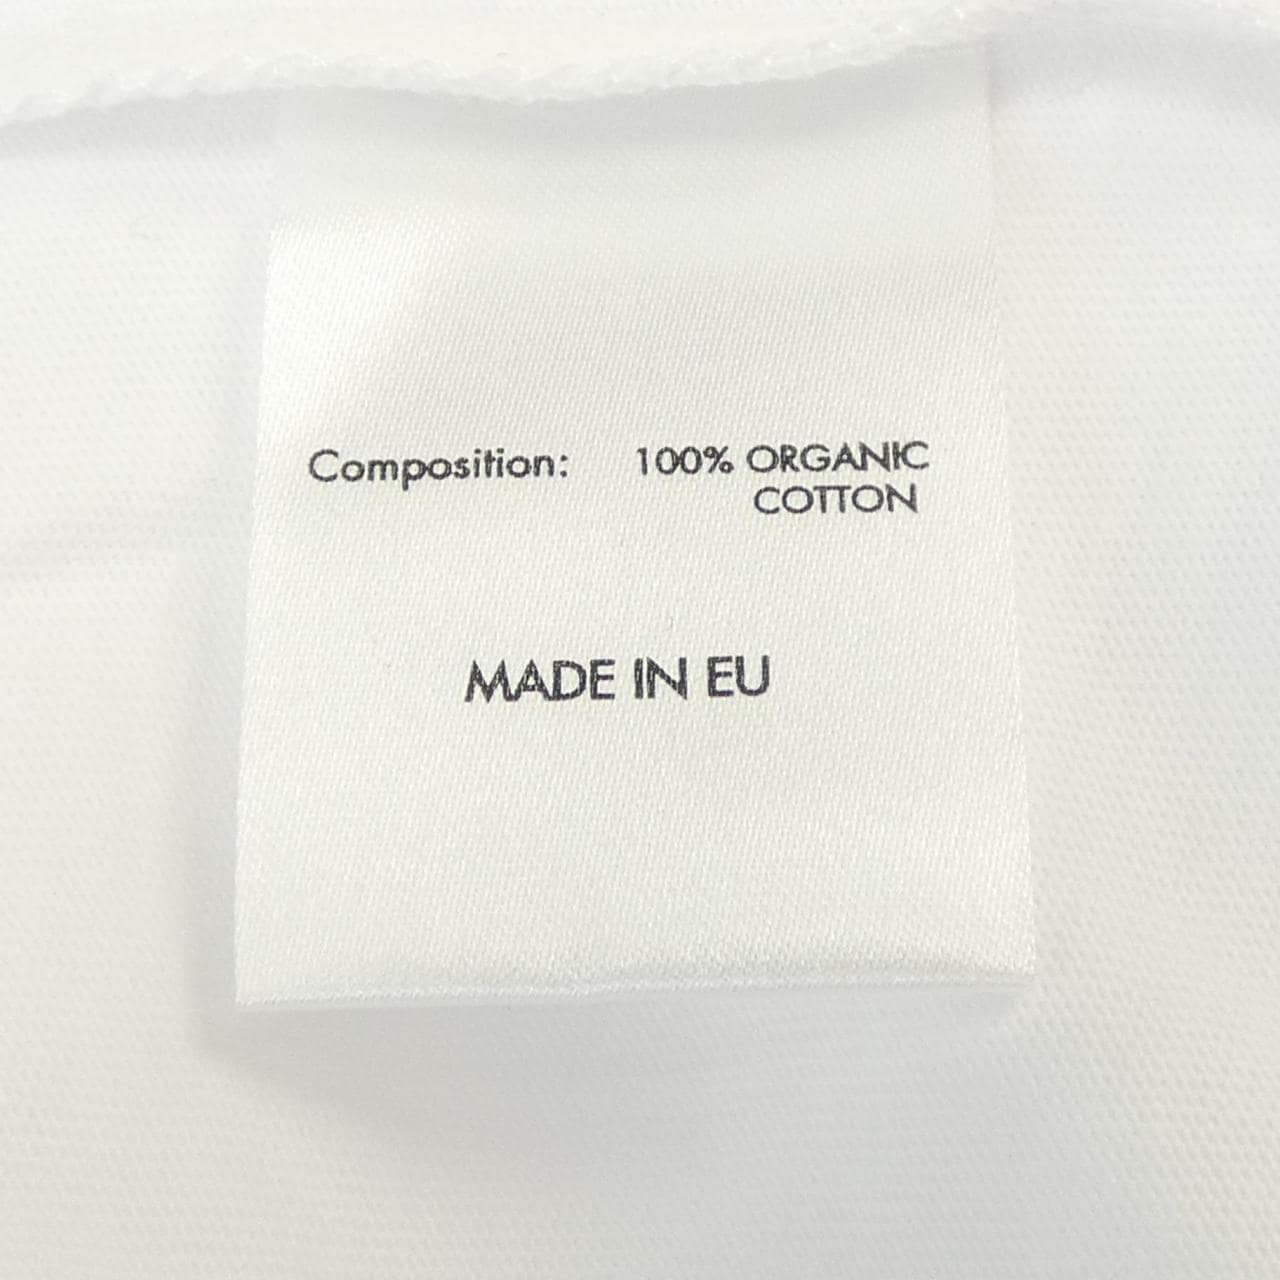 Composition: 100% ORGANIC
COTTON
MADE IN EU